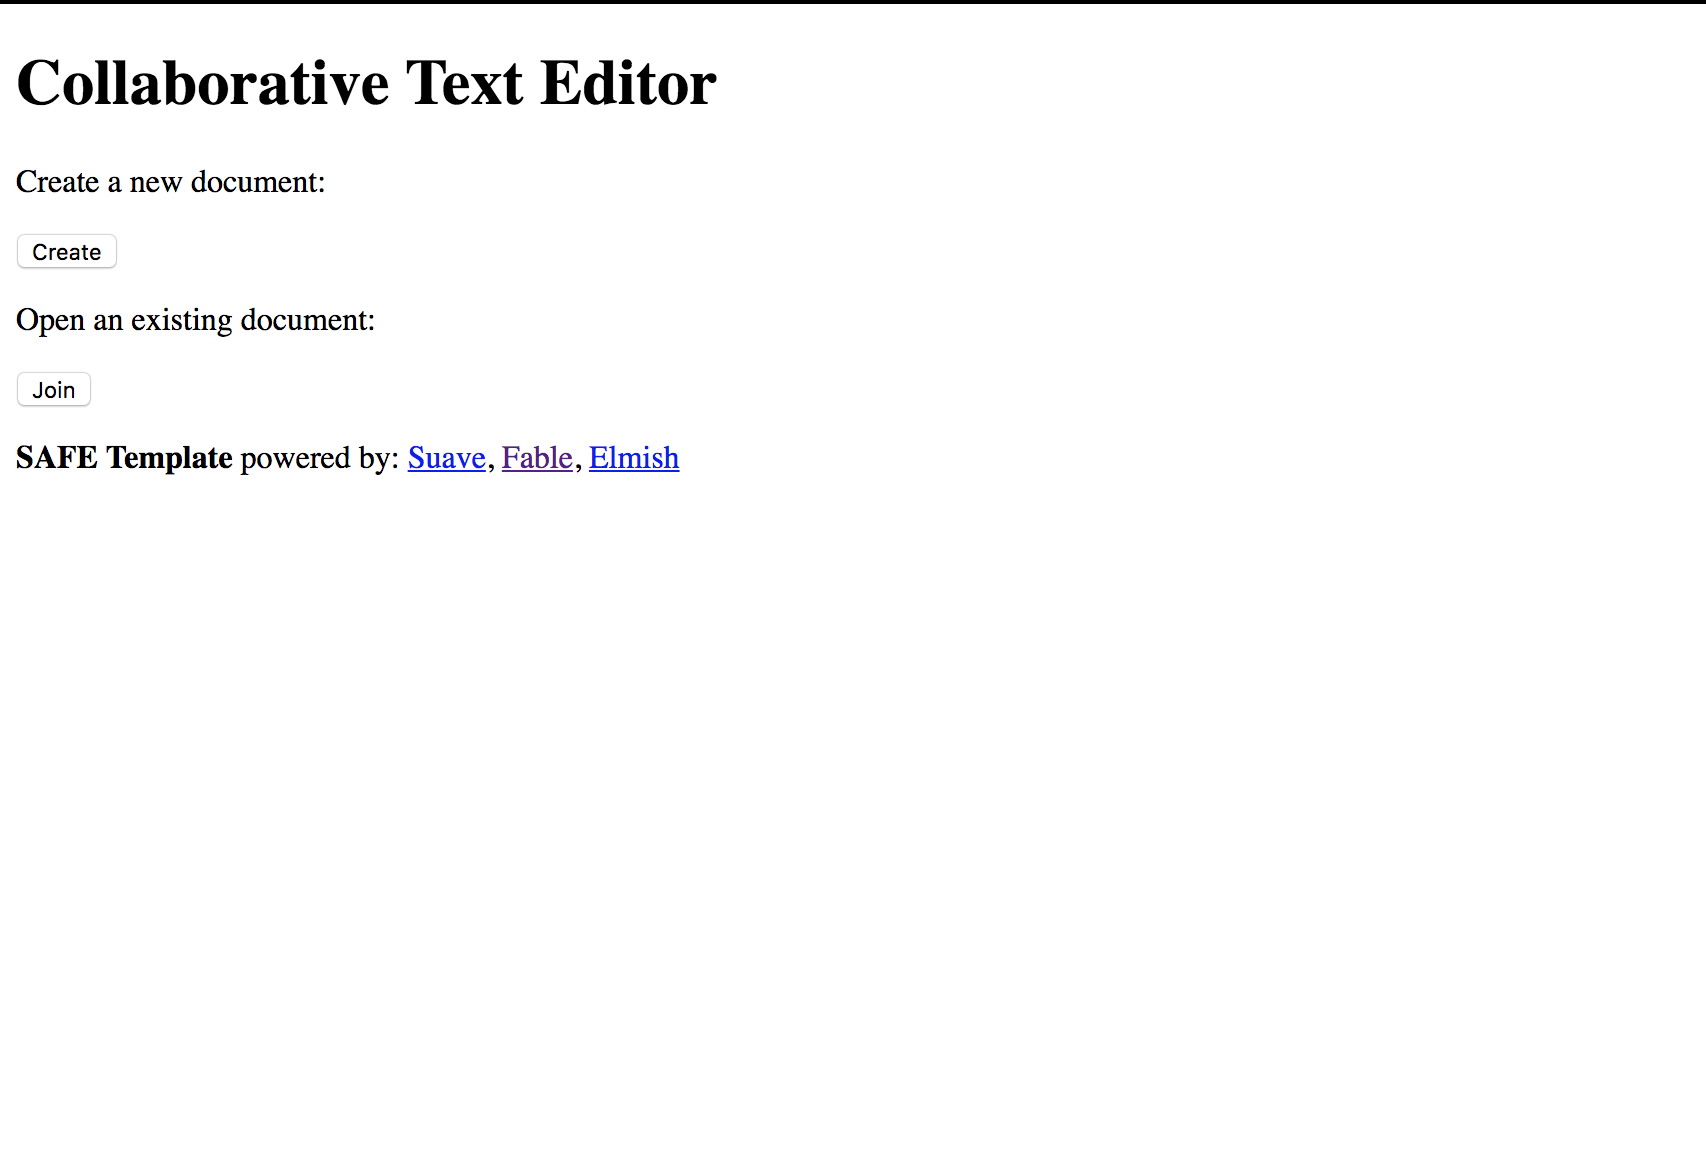 Collaborative Text Editor
Create a new document:
Create
Open an existing document:
Join
SAFE Template powered by: Suave, Fable, Elmish